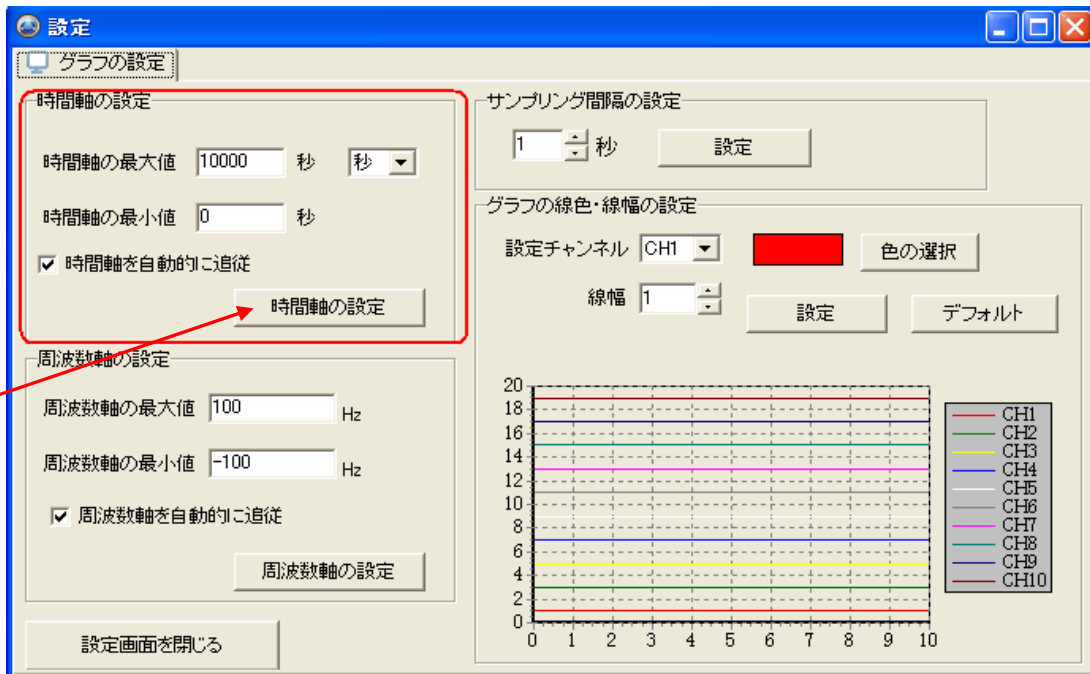 設定
グラフの設定
時間軸の設定
時間軸の最大値 10000 秒 秒
時間軸の最小値 0 秒
時間軸を自動的に追従
時間軸の設定
周波数軸の設定
周波数軸の最大値 100 Hz
周波数軸の最小値 -100 Hz
周波数軸を自動的に追従
周波数軸の設定
設定画面を閉じる
サンプリング間隔の設定
1 秒 設定
グラフの線色・線幅の設定
設定チャンネル CH1 色の選択
線幅 1 設定 デフォルト
20
18
16
14
12
10
8
6
4
2
0
0 1 2 3 4 5 6 7 8 9 10
CH1
CH2
CH3
CH4
CH5
CH6
CH7
CH8
CH9
CH10